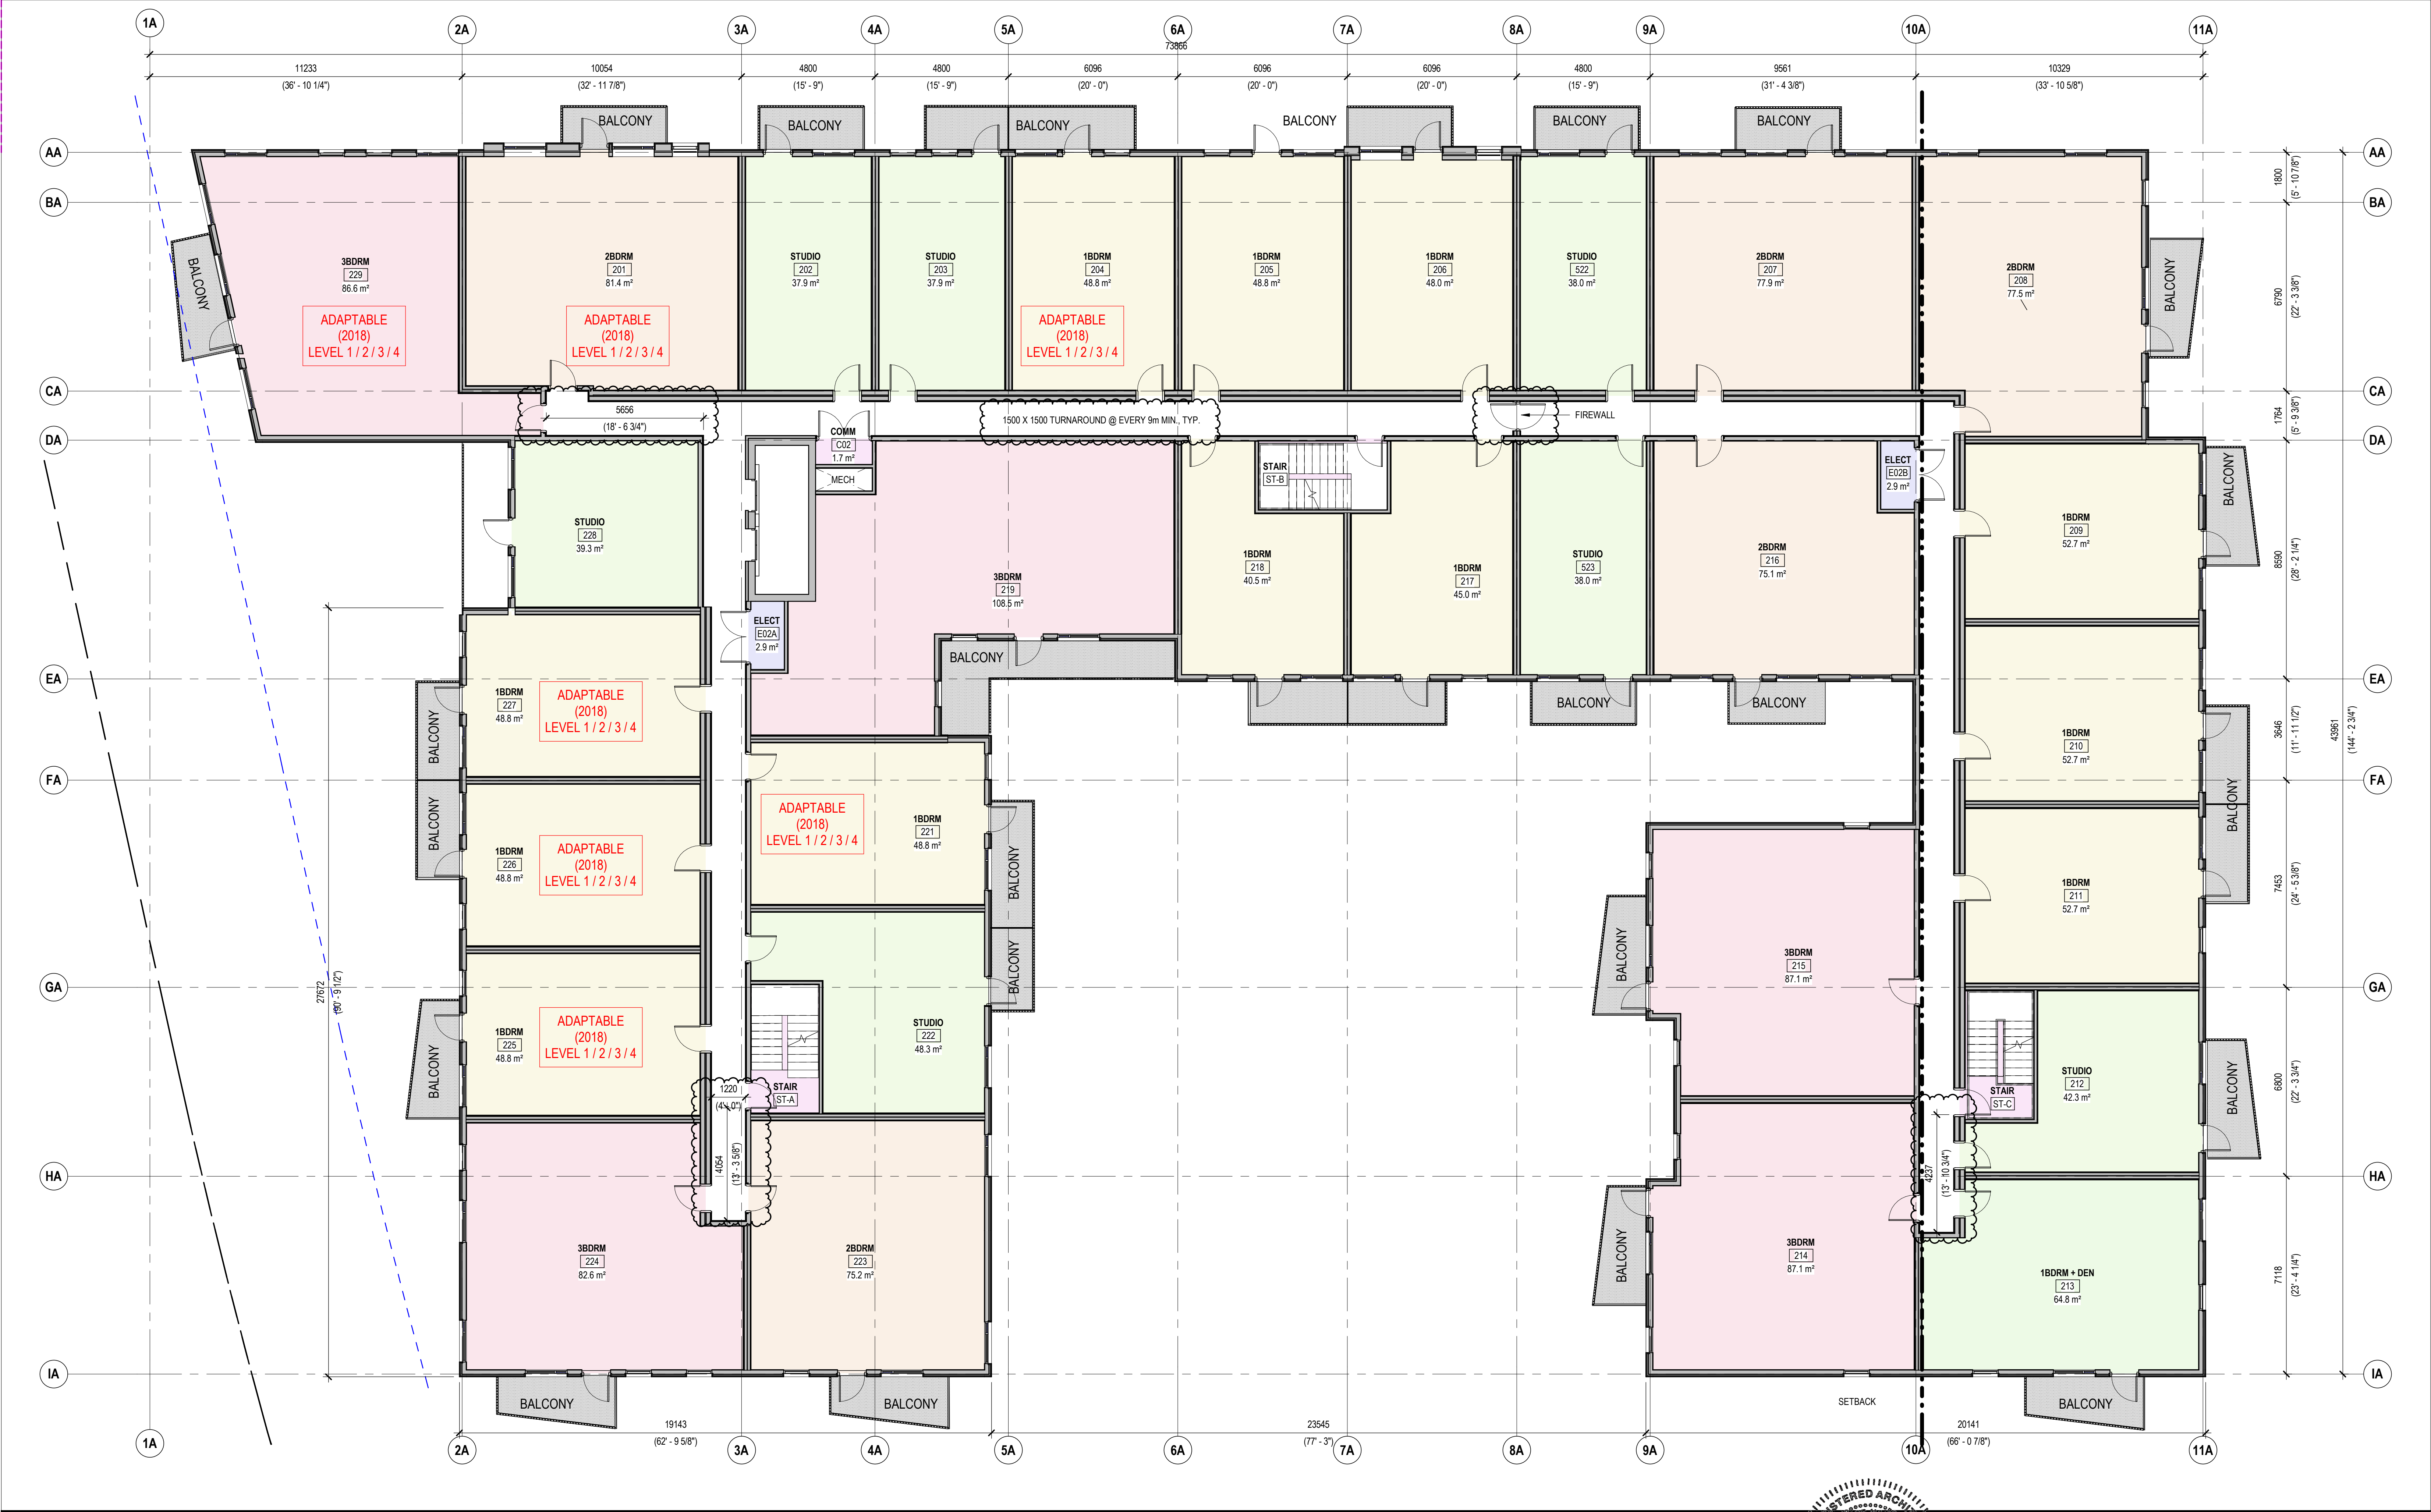 1A
2A
3A
4A
5A
6A
7A
8A
9A
10A
11A
73866
11233
10054
4800
4800
6096
6096
6096
4800
9561
10329
(36' - 10 1/4")
(32' - 11 7/8")
(15' - 9")
(15' - 9")
(20' - 0")
(20' - 0")
(20' - 0")
(15' - 9")
(31' - 4 3/8")
(33' - 10 5/8")
BALCONY
BALCONY
BALCONY
BALCONY
BALCONY
BALCONY
AA
AA
BA
BA
1800
(5' - 10 7/8")
BALCONY
3BDRM
229
86.6 m²
ADAPTABLE
(2018)
LEVEL 1 / 2 / 3 / 4
2BDRM
201
81.4 m²
ADAPTABLE
(2018)
LEVEL 1 / 2 / 3 / 4
STUDIO
202
37.9 m²
STUDIO
203
37.9 m²
1BDRM
204
48.8 m²
ADAPTABLE
(2018)
LEVEL 1 / 2 / 3 / 4
1BDRM
205
48.8 m²
1BDRM
206
48.0 m²
STUDIO
522
38.0 m²
2BDRM
207
77.9 m²
2BDRM
208
77.5 m²
BALCONY
6790
(22' - 3 3/8")
CA
CA
5656
(18' - 6 3/4")
1500 X 1500 TURNAROUND @ EVERY 9m MIN., TYP.
FIREWALL
1764
(5' - 9 3/8")
DA
DA
COMM
C02
1.7 m²
MECH
STAIR
ST-B
ELECT
E02B
2.9 m²
BALCONY
STUDIO
228
39.3 m²
3BDRM
219
108.5 m²
1BDRM
218
40.5 m²
1BDRM
217
45.0 m²
STUDIO
523
38.0 m²
2BDRM
216
75.1 m²
1BDRM
209
52.7 m²
8590
(28' - 2 1/4")
ELECT
E02A
2.9 m²
BALCONY
EA
EA
BALCONY
1BDRM
227
48.8 m²
ADAPTABLE
(2018)
LEVEL 1 / 2 / 3 / 4
BALCONY
BALCONY
1BDRM
210
52.7 m²
3646
(11' - 11 1/2")
43961
(144' - 2 3/4")
FA
FA
BALCONY
1BDRM
226
48.8 m²
ADAPTABLE
(2018)
LEVEL 1 / 2 / 3 / 4
ADAPTABLE
(2018)
LEVEL 1 / 2 / 3 / 4
1BDRM
221
48.8 m²
BALCONY
BALCONY
1BDRM
211
52.7 m²
7453
(24' - 5 3/8")
27672
(90' - 9 1/2")
GA
GA
BALCONY
BALCONY
3BDRM
215
87.1 m²
1BDRM
225
48.8 m²
ADAPTABLE
(2018)
LEVEL 1 / 2 / 3 / 4
BALCONY
STUDIO
222
48.3 m²
STAIR
ST-A
1220
(4' - 0")
STAIR
ST-C
STUDIO
212
42.3 m²
BALCONY
6800
(22' - 3 3/4")
4054
(13' - 3 5/8")
4237
(13' - 10 3/4")
HA
HA
3BDRM
224
82.6 m²
2BDRM
223
75.2 m²
BALCONY
3BDRM
214
87.1 m²
1BDRM + DEN
213
64.8 m²
7118
(23' - 4 1/4")
IA
IA
BALCONY
BALCONY
SETBACK
BALCONY
19143
(62' - 9 5/8")
23545
(77' - 3")
20141
(66' - 0 7/8")
1A
2A
3A
4A
5A
6A
7A
8A
9A
10A
11A